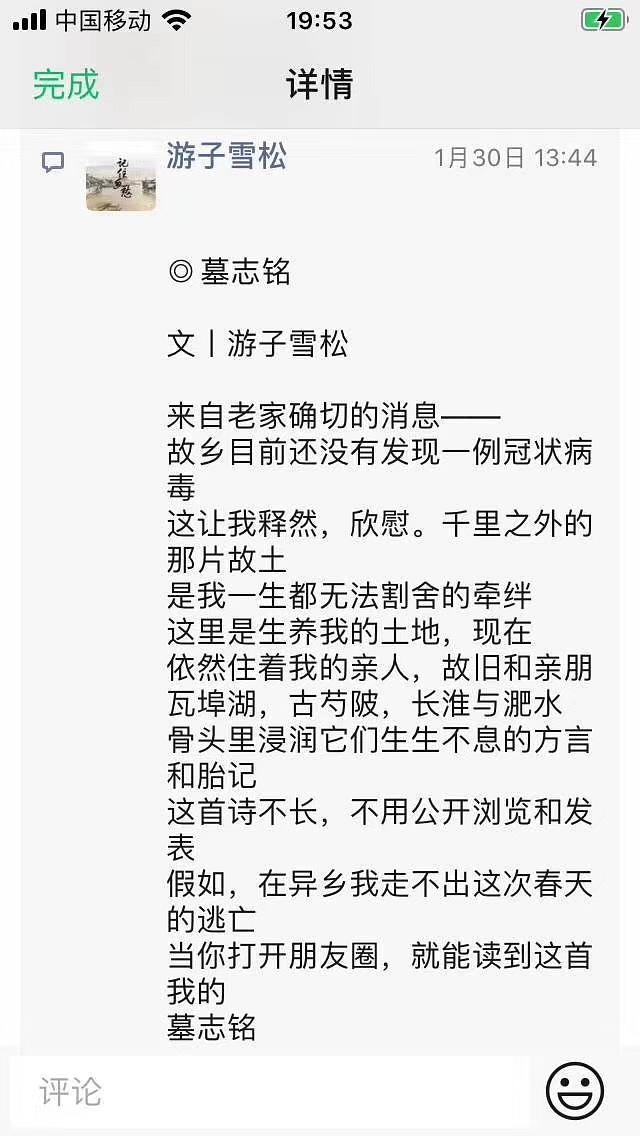 中国移动 19:53
完成 详情
游子雪松 1月30日 13:44
◎墓志铭
文丨游子雪松
来自老家确切的消息——
故乡目前还没有发现一例冠状病
毒
这让我释然，欣慰。千里之外的
那片故土
是我一生都无法割舍的牵绊
这里是生养我的土地，现在
依然住着我的亲人，故旧和亲朋
瓦埠湖，古芍陂，长淮与淝水
骨头里浸润它们生生不息的方言
和胎记
这首诗不长，不用公开浏览和发
表
假如，在异乡我走不出这次春天
的逃亡
当你打开朋友圈，就能读到这首
我的
墓志铭
评论